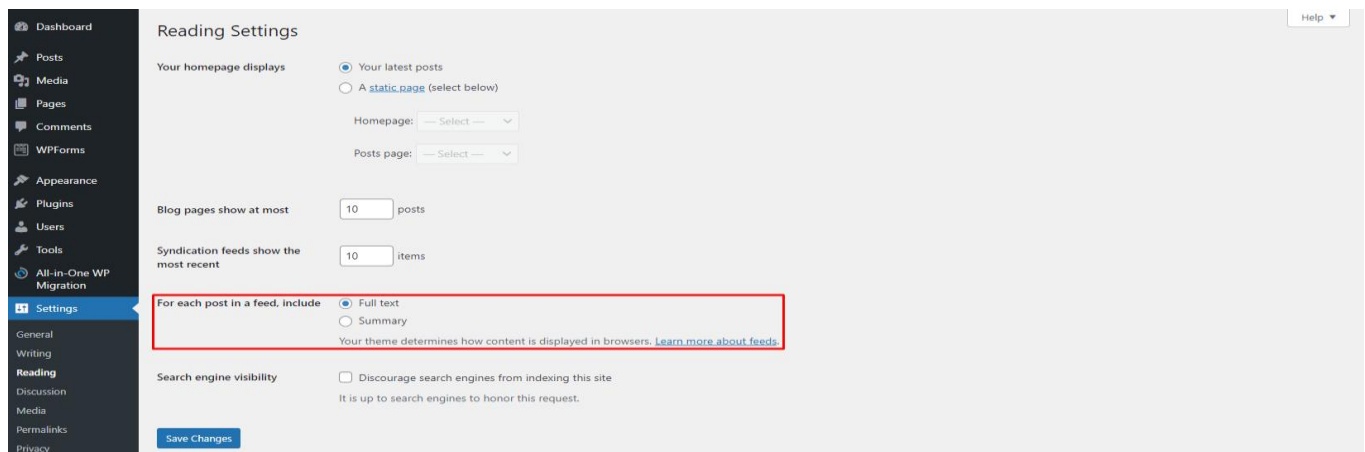 Dashboard
Posts
Media
Pages
Comments
WPForms
Appearance
Plugins
Users
Tools
All-in-One WP
Migration
Settings
General
Writing
Reading
Discussion
Media
Permalinks
Privacy
Help
Reading Settings
Your homepage displays
Your latest posts
A static page (select below)
Homepage: — Select —
Posts page: — Select —
Blog pages show at most 10 posts
Syndication feeds show the
most recent
10 items
For each post in a feed, include
Full text
Summary
Your theme determines how content is displayed in browsers. Learn more about feeds.
Search engine visibility
Discourage search engines from indexing this site
It is up to search engines to honor this request.
Save Changes